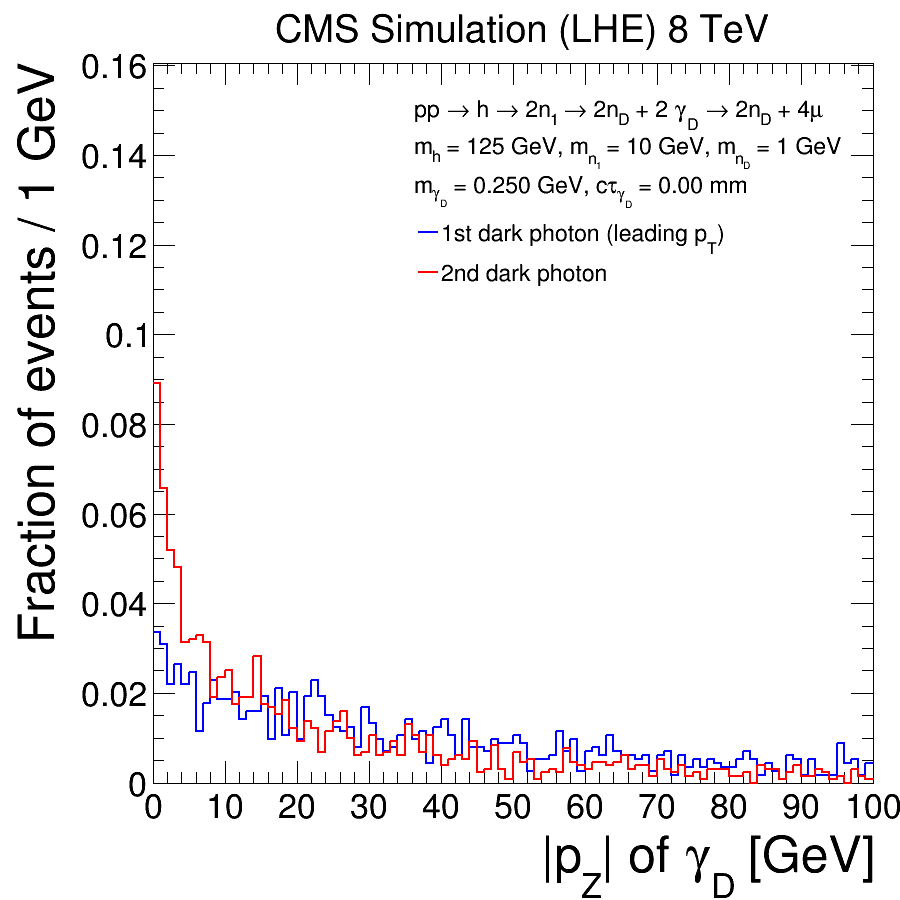 CMS Simulation (LHE) 8 TeV
Fraction of events / 1 GeV
0.16
0.14
0.12
0.1
0.08
0.06
0.04
0.02
0
pp → h → 2n₁ → 2n_D + 2 γ_D → 2n_D + 4μ
m_h = 125 GeV, m_n₁ = 10 GeV, m_n_D = 1 GeV
m_γ_D = 0.250 GeV, cτ_γ_D = 0.00 mm
1st dark photon (leading p_T)
2nd dark photon
0 10 20 30 40 50 60 70 80 90 100
|p_Z| of γ_D [GeV]